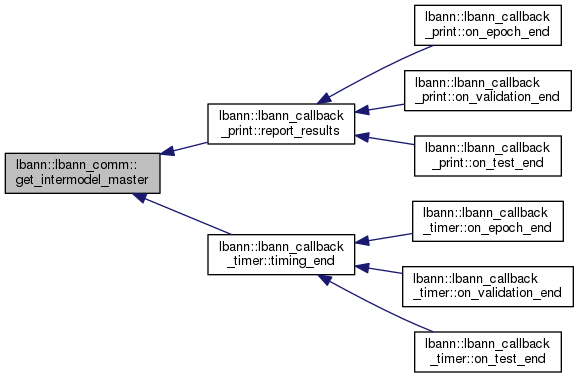 lbann::lbann_callback
_print::on_epoch_end
lbann::lbann_callback
_print::on_validation_end
lbann::lbann_callback
_print::report_results
lbann::lbann_callback
_print::on_test_end
lbann::lbann_comm::
get_intermodel_master
lbann::lbann_callback
_timer::on_epoch_end
lbann::lbann_callback
_timer::timing_end
lbann::lbann_callback
_timer::on_validation_end
lbann::lbann_callback
_timer::on_test_end